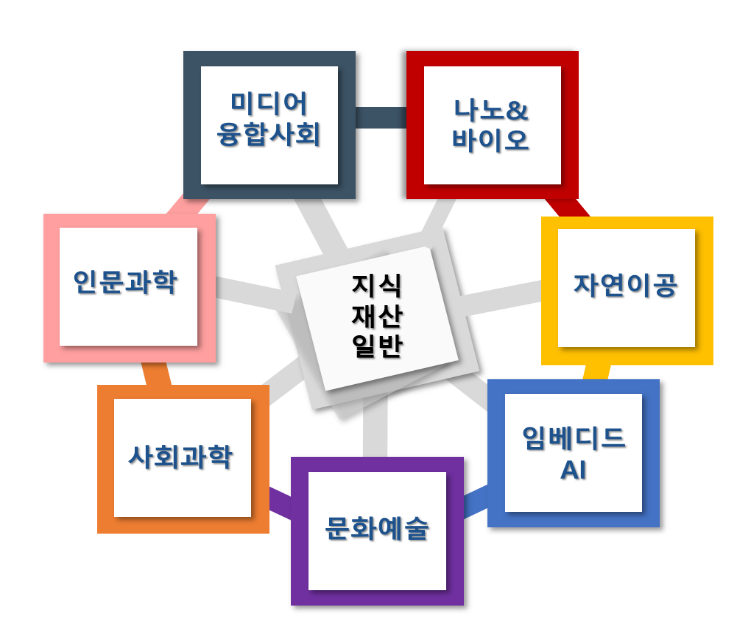 미디어
융합사회
나노&
바이오
인문과학
지식
재산
일반
자연이공
사회과학
임베디드
AI
문화예술